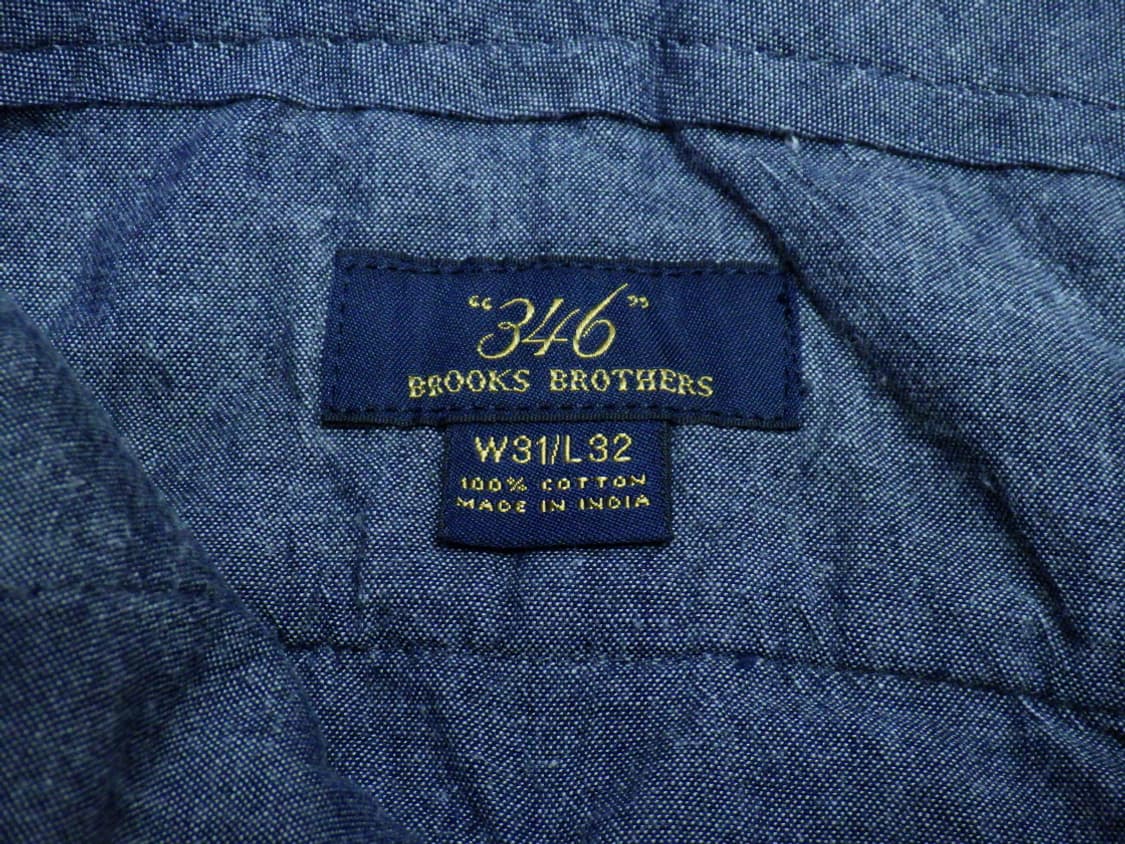 “346”
BROOKS BROTHERS
W31/L32
100% COTTON
MADE IN INDIA